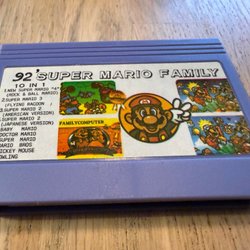 92' SUPER MARIO FAMILY
10 IN 1
1.NEW SUPER MARIO "4"
(MICK & BALL MARIO)
2.SUPER MARIO 3
(FLYING RACOON )
SUPER MARIO 2
(AMERICAN VERSION)
SUPER MARIO 2
(JAPANESE VERSION)
BABY MARIO
DOCTOR MARIO
SUPER MARIO
MARIO BROS
MICKEY MOUSE
BOWLING
FAMILYCOMPUTER